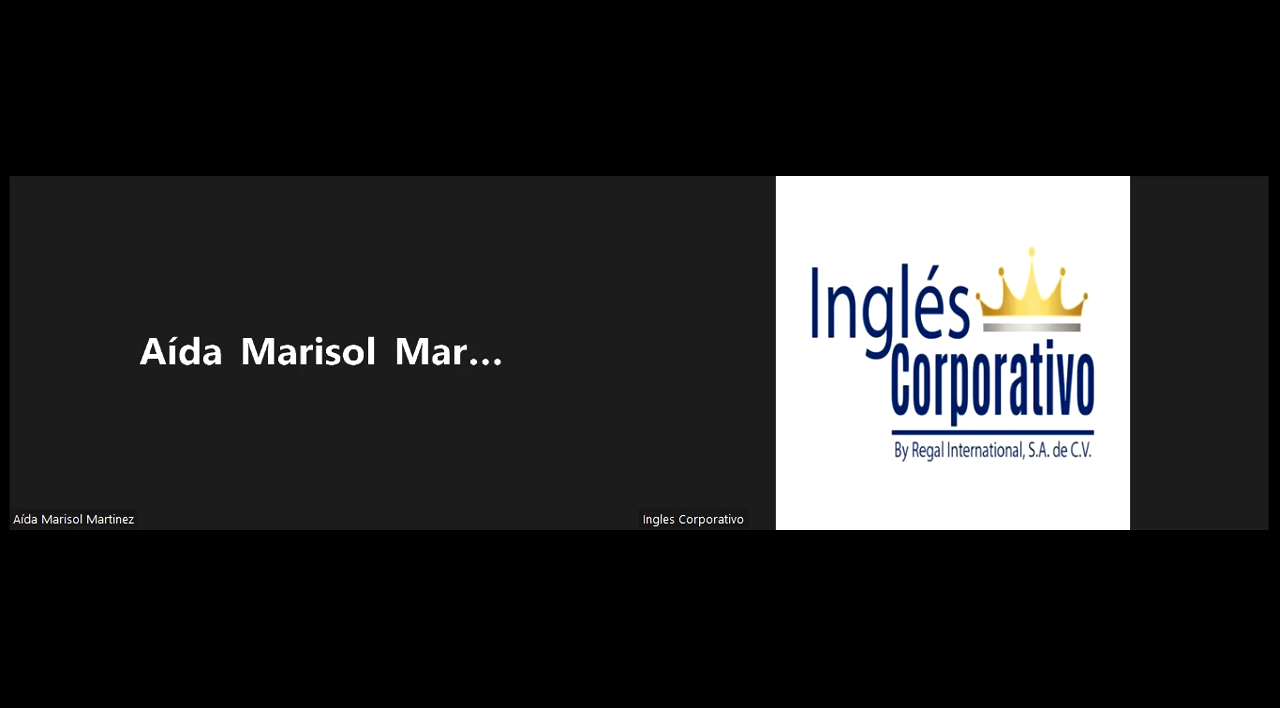 Aída Marisol Mar...
Aída Marisol Martinez
Inglés
Corporativo
By Regal International, S.A. de C.V.
Ingles Corporativo